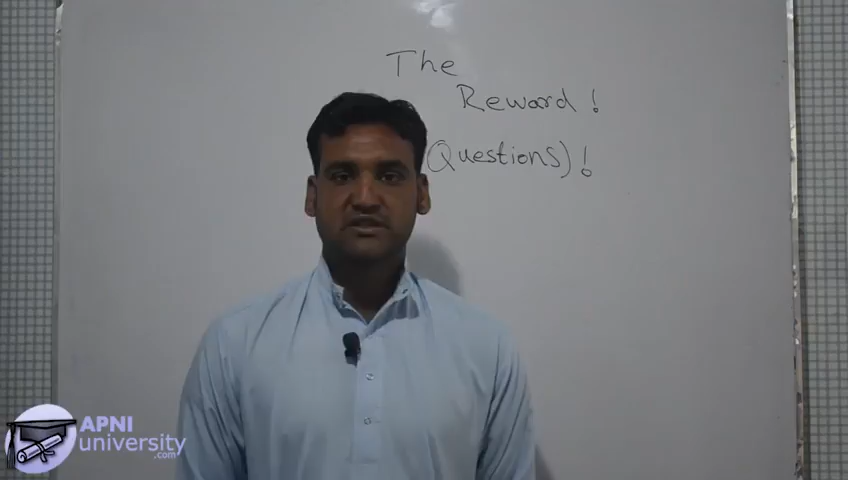 The
Reward !
(Questions) !
APNI
university
.com